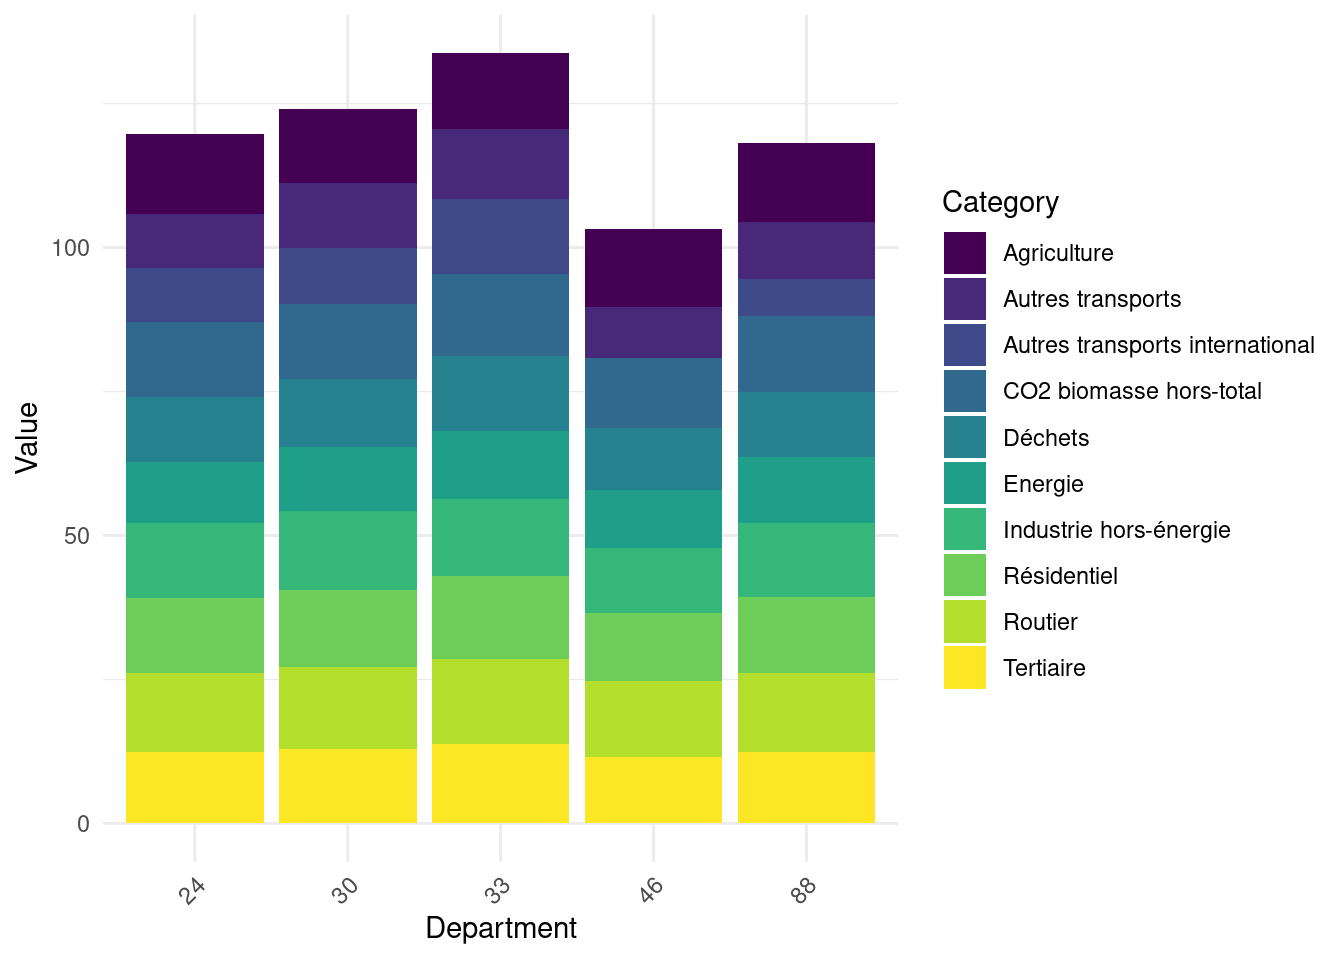 Value
100
50
0
24
30
33
46
88
Department
Category
Agriculture
Autres transports
Autres transports international
CO2 biomasse hors-total
Déchets
Energie
Industrie hors-énergie
Résidentiel
Routier
Tertiaire